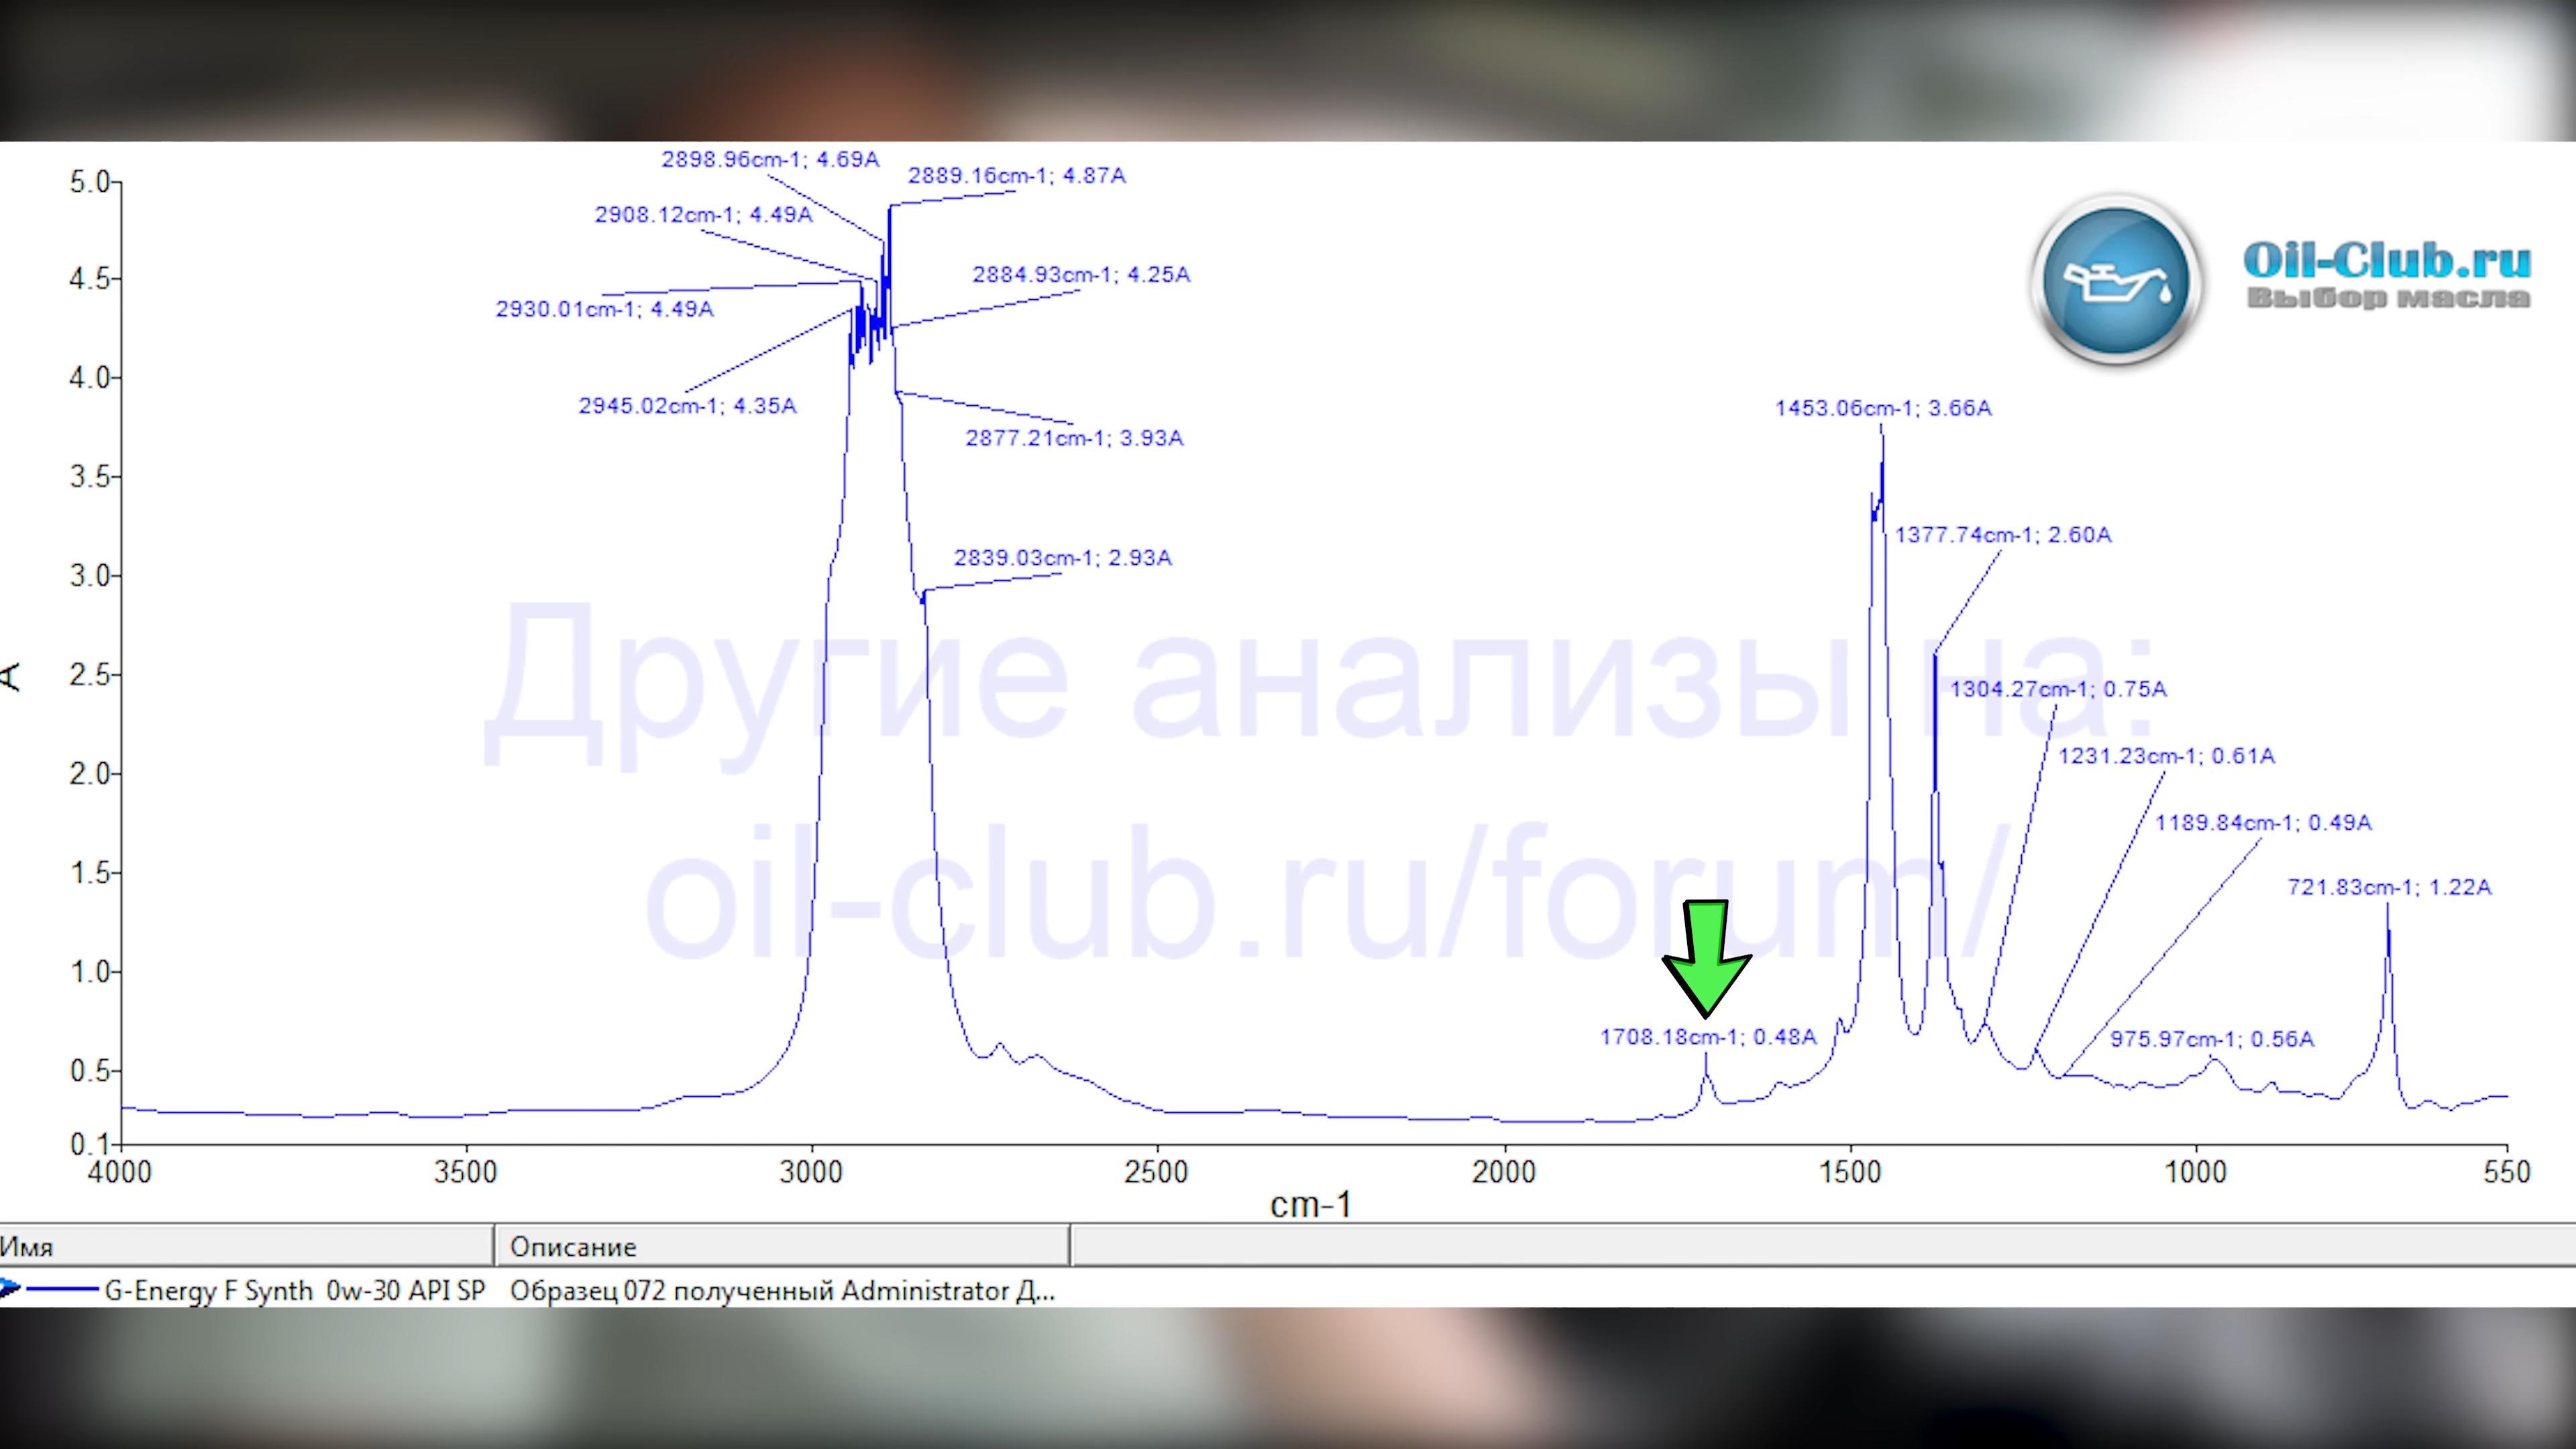 2898.96cm-1; 4.69A
2889.16cm-1; 4.87A
2908.12cm-1; 4.49A
2884.93cm-1; 4.25A
2930.01cm-1; 4.49A
2945.02cm-1; 4.35A
2877.21cm-1; 3.93A
2839.03cm-1; 2.93A
Oil-Club.ru
Выбор масла
1453.06cm-1; 3.66A
1377.74cm-1; 2.60A
1304.27cm-1; 0.75A
1231.23cm-1; 0.61A
1189.84cm-1; 0.49A
721.83cm-1; 1.22A
1708.18cm-1; 0.48A
975.97cm-1; 0.56A
Другие анализы на:
oil-club.ru/forum/
5.0
4.5
4.0
3.5
3.0
2.5
2.0
1.5
1.0
0.5
0.1
A
4000 3500 3000 2500 2000 1500 1000 550
cm-1
Имя Описание
G-Energy F Synth 0w-30 API SP Образец 072 полученный Administrator Д...